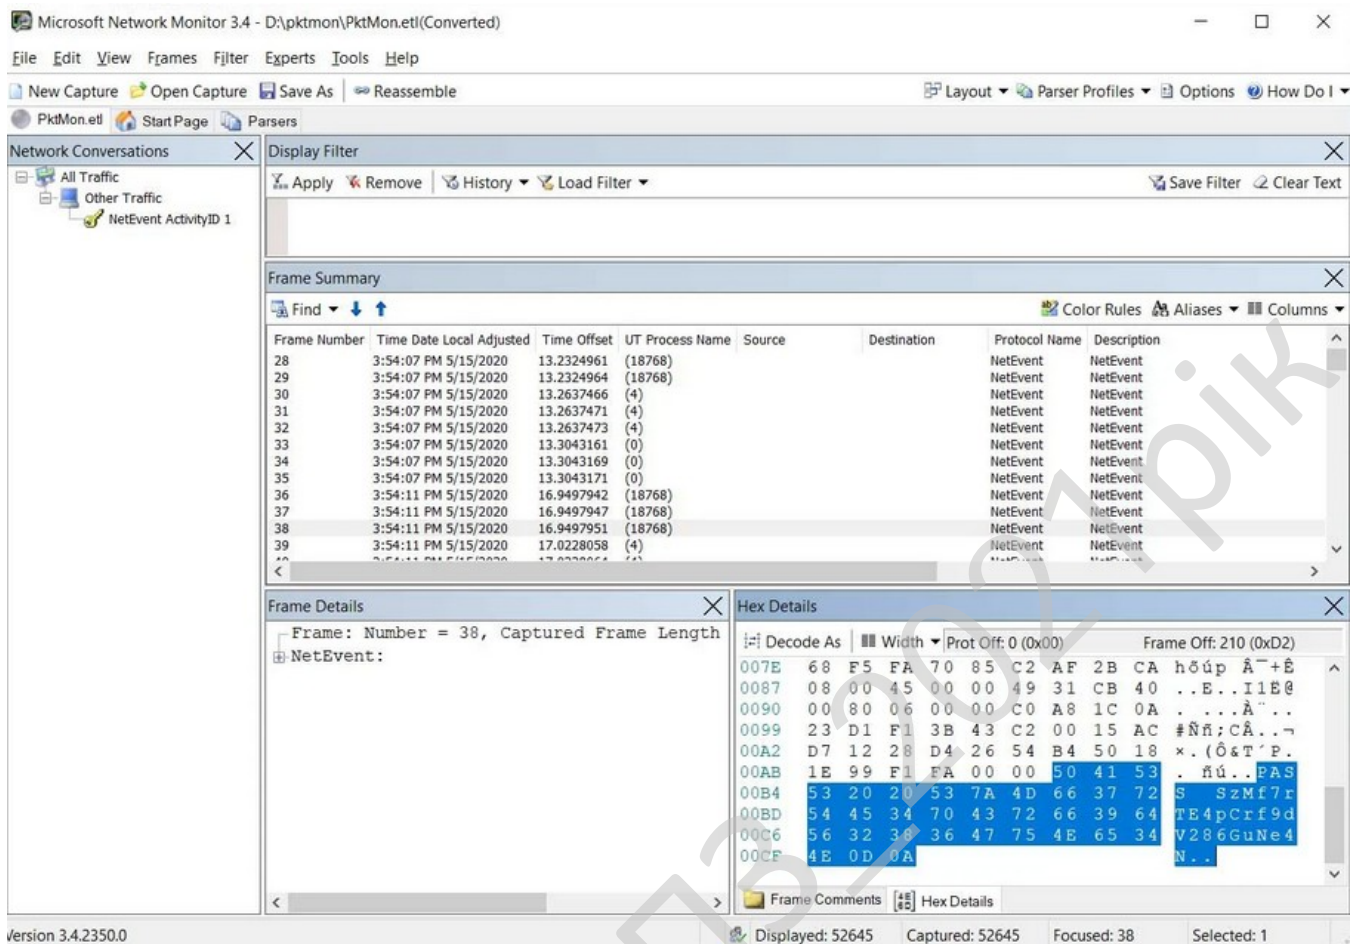 Microsoft Network Monitor 3.4 - D:\pktmon\PktMon.etl(Converted)
File Edit View Frames Filter Experts Tools Help
New Capture Open Capture Save As Reassemble Layout Parser Profiles Options How Do I
PktMon.etl Start Page Parsers
Network Conversations
All Traffic
Other Traffic
NetEvent ActivityID 1
Display Filter
Apply Remove History Load Filter Save Filter Clear Text
Frame Summary
Find Color Rules Aliases Columns
Frame Number Time Date Local Adjusted Time Offset UT Process Name Source Destination Protocol Name Description
28 3:54:07 PM 5/15/2020 13.2324961 (18768) NetEvent NetEvent
29 3:54:07 PM 5/15/2020 13.2324964 (18768) NetEvent NetEvent
30 3:54:07 PM 5/15/2020 13.2637466 (4) NetEvent NetEvent
31 3:54:07 PM 5/15/2020 13.2637471 (4) NetEvent NetEvent
32 3:54:07 PM 5/15/2020 13.2637473 (4) NetEvent NetEvent
33 3:54:07 PM 5/15/2020 13.3043161 (0) NetEvent NetEvent
34 3:54:07 PM 5/15/2020 13.3043169 (0) NetEvent NetEvent
35 3:54:07 PM 5/15/2020 13.3043171 (0) NetEvent NetEvent
36 3:54:11 PM 5/15/2020 16.9497942 (18768) NetEvent NetEvent
37 3:54:11 PM 5/15/2020 16.9497947 (18768) NetEvent NetEvent
38 3:54:11 PM 5/15/2020 16.9497951 (18768) NetEvent NetEvent
39 3:54:11 PM 5/15/2020 17.0228058 (4) NetEvent NetEvent
Frame Details
Frame: Number = 38, Captured Frame Length
NetEvent:
Hex Details
Decode As Width Prot Off: 0 (0x00) Frame Off: 210 (0xD2)
007E 68 F5 FA 70 85 C2 AF 2B CA hõúp Â¯+Ê
0087 08 00 45 00 00 49 31 CB 40 ..E..I1Ë@
0090 00 80 06 00 00 C0 A8 1C 0A . ...À¨..
0099 23 D1 F1 3B 43 C2 00 15 AC #Ññ;CÂ..¬
00A2 D7 12 28 D4 26 54 B4 50 18 ×.(Ô&T´P.
00AB 1E 99 F1 FA 00 00 50 41 53 . ñú..PAS
00B4 53 20 20 53 7A 4D 66 37 72 S  SzMf7r
00BD 54 45 34 70 43 72 66 39 64 TE4pCrf9d
00C6 56 32 38 36 47 75 4E 65 34 V286GuNe4
00CF 4E 0D 0A N..
Frame Comments Hex Details
Version 3.4.2350.0 Displayed: 52645 Captured: 52645 Focused: 38 Selected: 1
ПЗ_2021рік